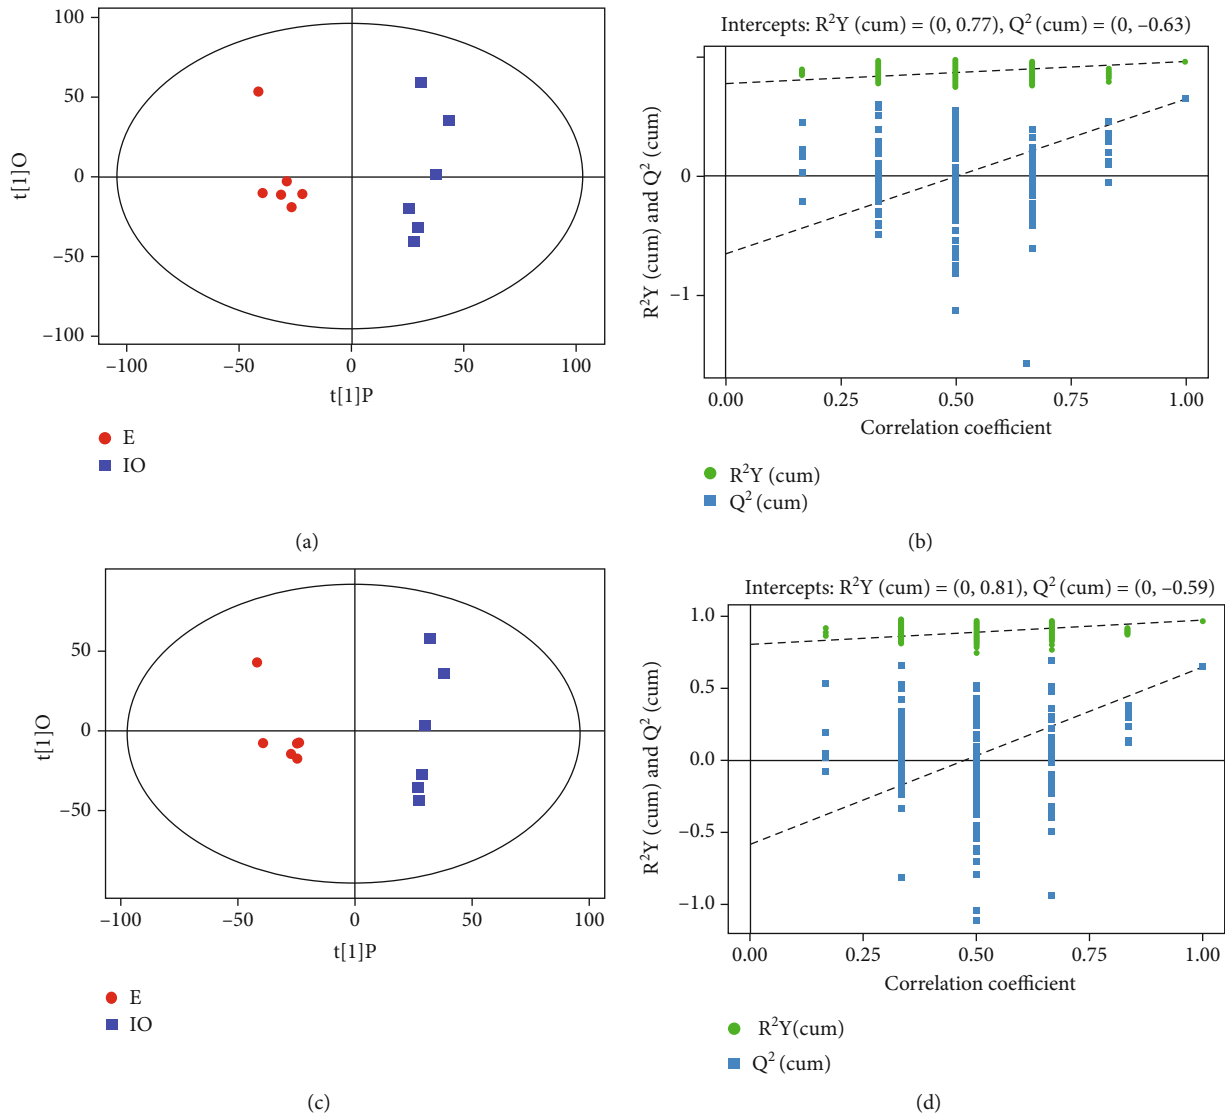 100
50
0
−50
−100
t[1]O
−100
−50
0
50
100
t[1]P
E
IO
(a)
Intercepts: R²Y (cum) = (0, 0.77), Q² (cum) = (0, −0.63)
0
−1
R²Y (cum) and Q² (cum)
0.00
0.25
0.50
0.75
1.00
Correlation coefficient
R²Y (cum)
Q² (cum)
(b)
50
0
−50
t[1]O
−100
−50
0
50
100
t[1]P
E
IO
(c)
Intercepts: R²Y (cum) = (0, 0.81), Q² (cum) = (0, −0.59)
1.0
0.5
0.0
−0.5
−1.0
R²Y (cum) and Q² (cum)
0.00
0.25
0.50
0.75
1.00
Correlation coefficient
R²Y(cum)
Q² (cum)
(d)